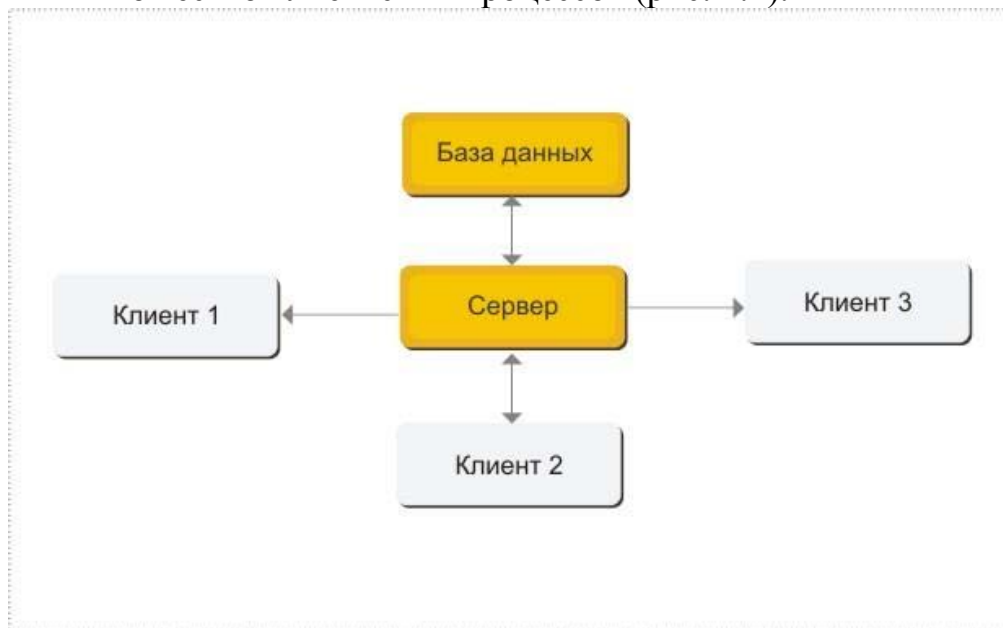 База данных
Сервер
Клиент 1
Клиент 3
Клиент 2